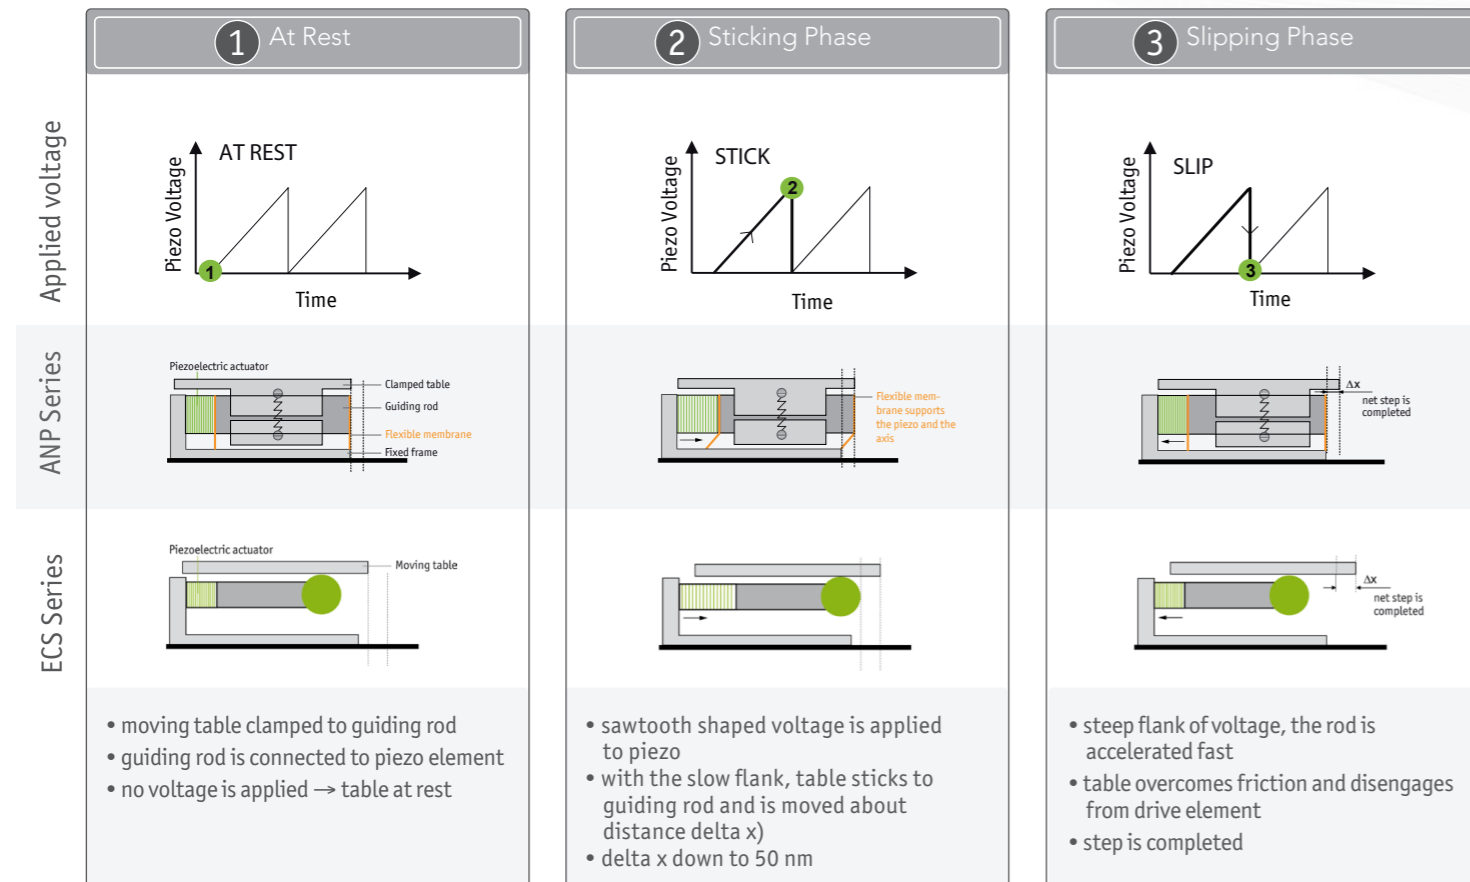 1 At Rest
2 Sticking Phase
3 Slipping Phase
Applied voltage
Piezo Voltage
AT REST
1
Time
Piezo Voltage
STICK
2
Time
Piezo Voltage
SLIP
3
Time
ANP Series
Piezoelectric actuator
Clamped table
Guiding rod
Flexible membrane
Fixed frame
Flexible mem-
brane supports
the piezo and the
axis
Δx
net step is
completed
ECS Series
Piezoelectric actuator
Moving table
Δx
net step is
completed
• moving table clamped to guiding rod
• guiding rod is connected to piezo element
• no voltage is applied → table at rest
• sawtooth shaped voltage is applied
to piezo
• with the slow flank, table sticks to
guiding rod and is moved about
distance delta x)
• delta x down to 50 nm
• steep flank of voltage, the rod is
accelerated fast
• table overcomes friction and disengages
from drive element
• step is completed